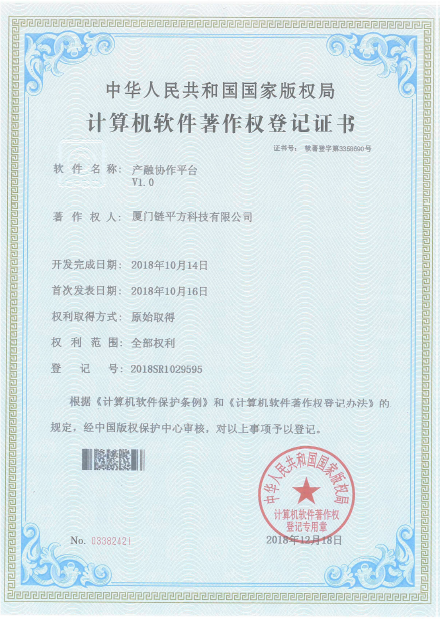 中华人民共和国国家版权局
计算机软件著作权登记证书
证书号： 软著登字第3358690号
软件名称： 产融协作平台
V1.0
著作权人： 厦门链平方科技有限公司
开发完成日期： 2018年10月14日
首次发表日期： 2018年10月16日
权利取得方式： 原始取得
权利范围： 全部权利
登记号： 2018SR1029595
根据《计算机软件保护条例》和《计算机软件著作权登记办法》的
规定，经中国版权保护中心审核，对以上事项予以登记。
中华人民共和国国家版权局
计算机软件著作权
登记专用章
No. 03382421
2018年12月18日